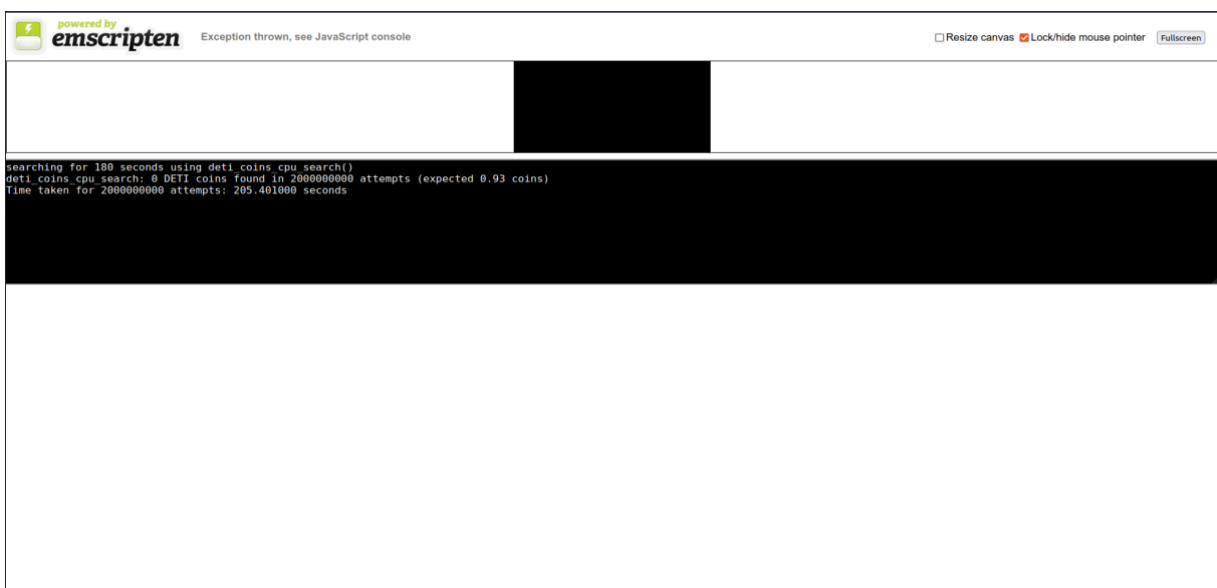 powered by
emscripten
Exception thrown, see JavaScript console
Resize canvas Lock/hide mouse pointer Fullscreen
searching for 180 seconds using deti_coins_cpu_search()
deti_coins_cpu_search: 0 DETI coins found in 2000000000 attempts (expected 0.93 coins)
Time taken for 2000000000 attempts: 205.401000 seconds